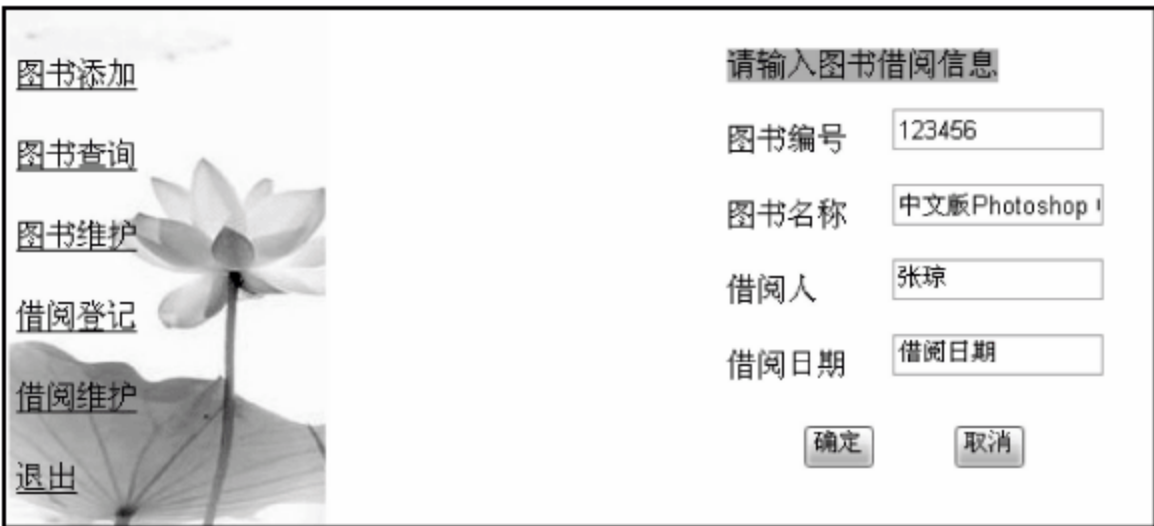 图书添加
图书查询
图书维护
借阅登记
借阅维护
退出
请输入图书借阅信息
图书编号 123456
图书名称 中文版Photoshop
借阅人 张琼
借阅日期 借阅日期
确定 取消